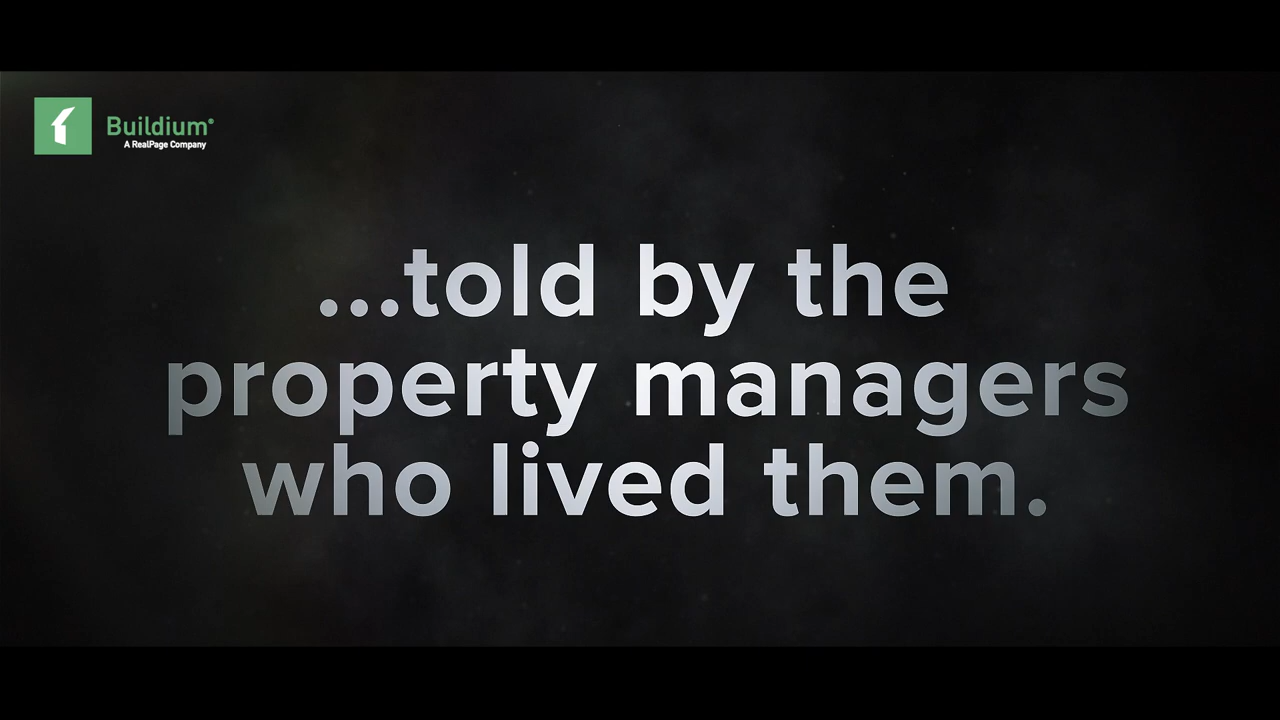 Buildium®
A RealPage Company
...told by the
property managers
who lived them.